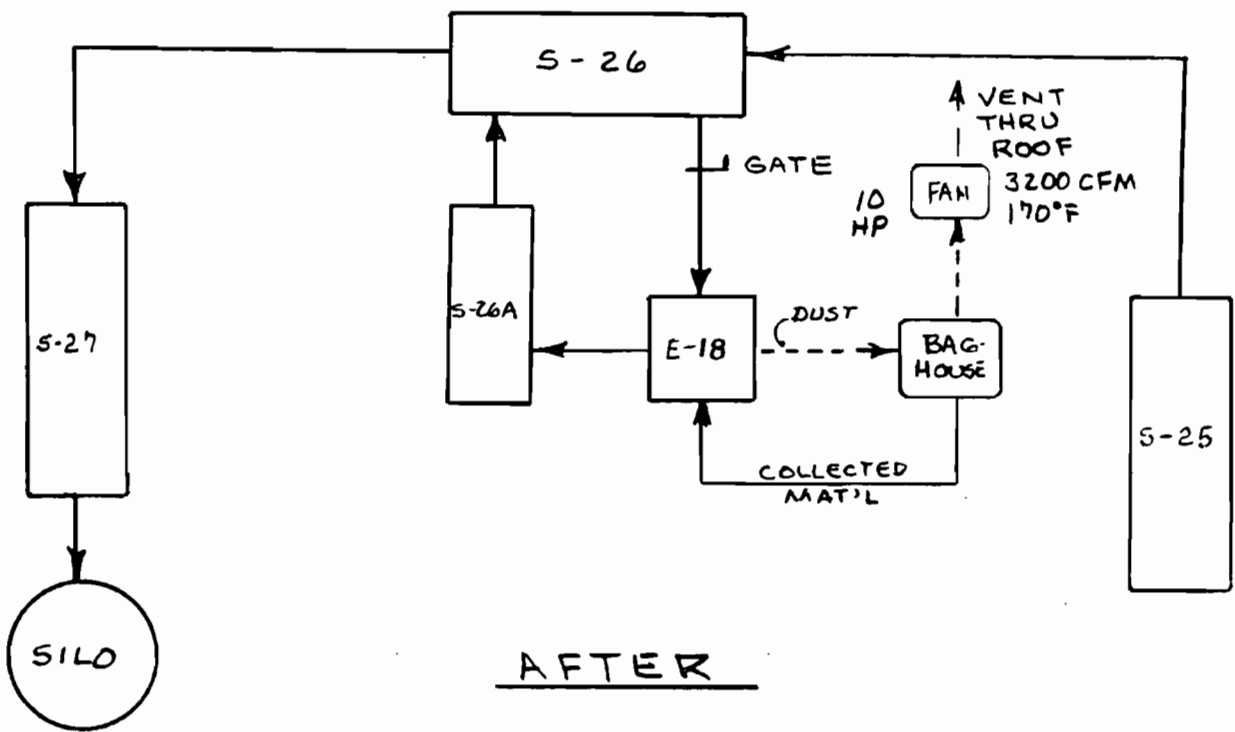 S-26
VENT
THRU
ROOF
GATE
10
HP
FAN
3200 CFM
170°F
S-27
S-26A
E-18
DUST
BAG-
HOUSE
S-25
COLLECTED
MAT'L
SILO
AFTER